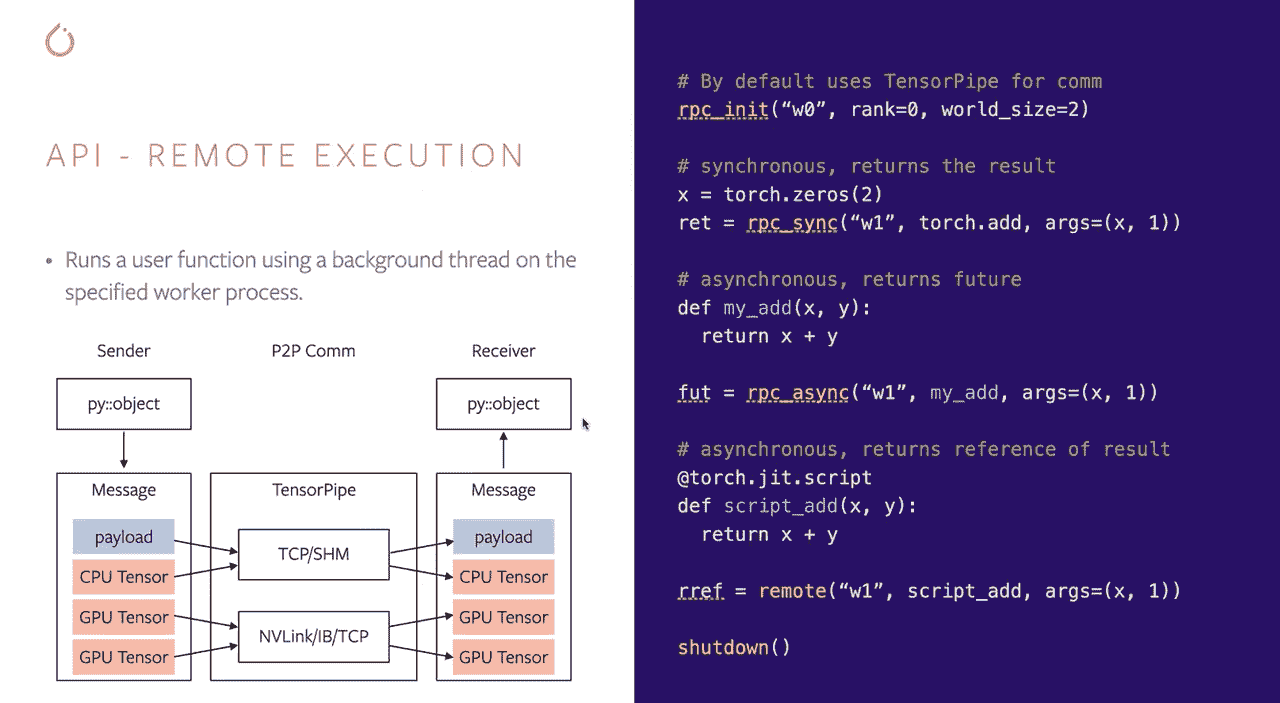 API - REMOTE EXECUTION
• Runs a user function using a background thread on the
specified worker process.
Sender
P2P Comm
Receiver
py::object
py::object
Message
TensorPipe
Message
payload
CPU Tensor
GPU Tensor
GPU Tensor
TCP/SHM
NVLink/IB/TCP
payload
CPU Tensor
GPU Tensor
GPU Tensor
# By default uses TensorPipe for comm
rpc_init(“w0”, rank=0, world_size=2)
# synchronous, returns the result
x = torch.zeros(2)
ret = rpc_sync(“w1”, torch.add, args=(x, 1))
# asynchronous, returns future
def my_add(x, y):
  return x + y
fut = rpc_async(“w1”, my_add, args=(x, 1))
# asynchronous, returns reference of result
@torch.jit.script
def script_add(x, y):
  return x + y
rref = remote(“w1”, script_add, args=(x, 1))
shutdown()